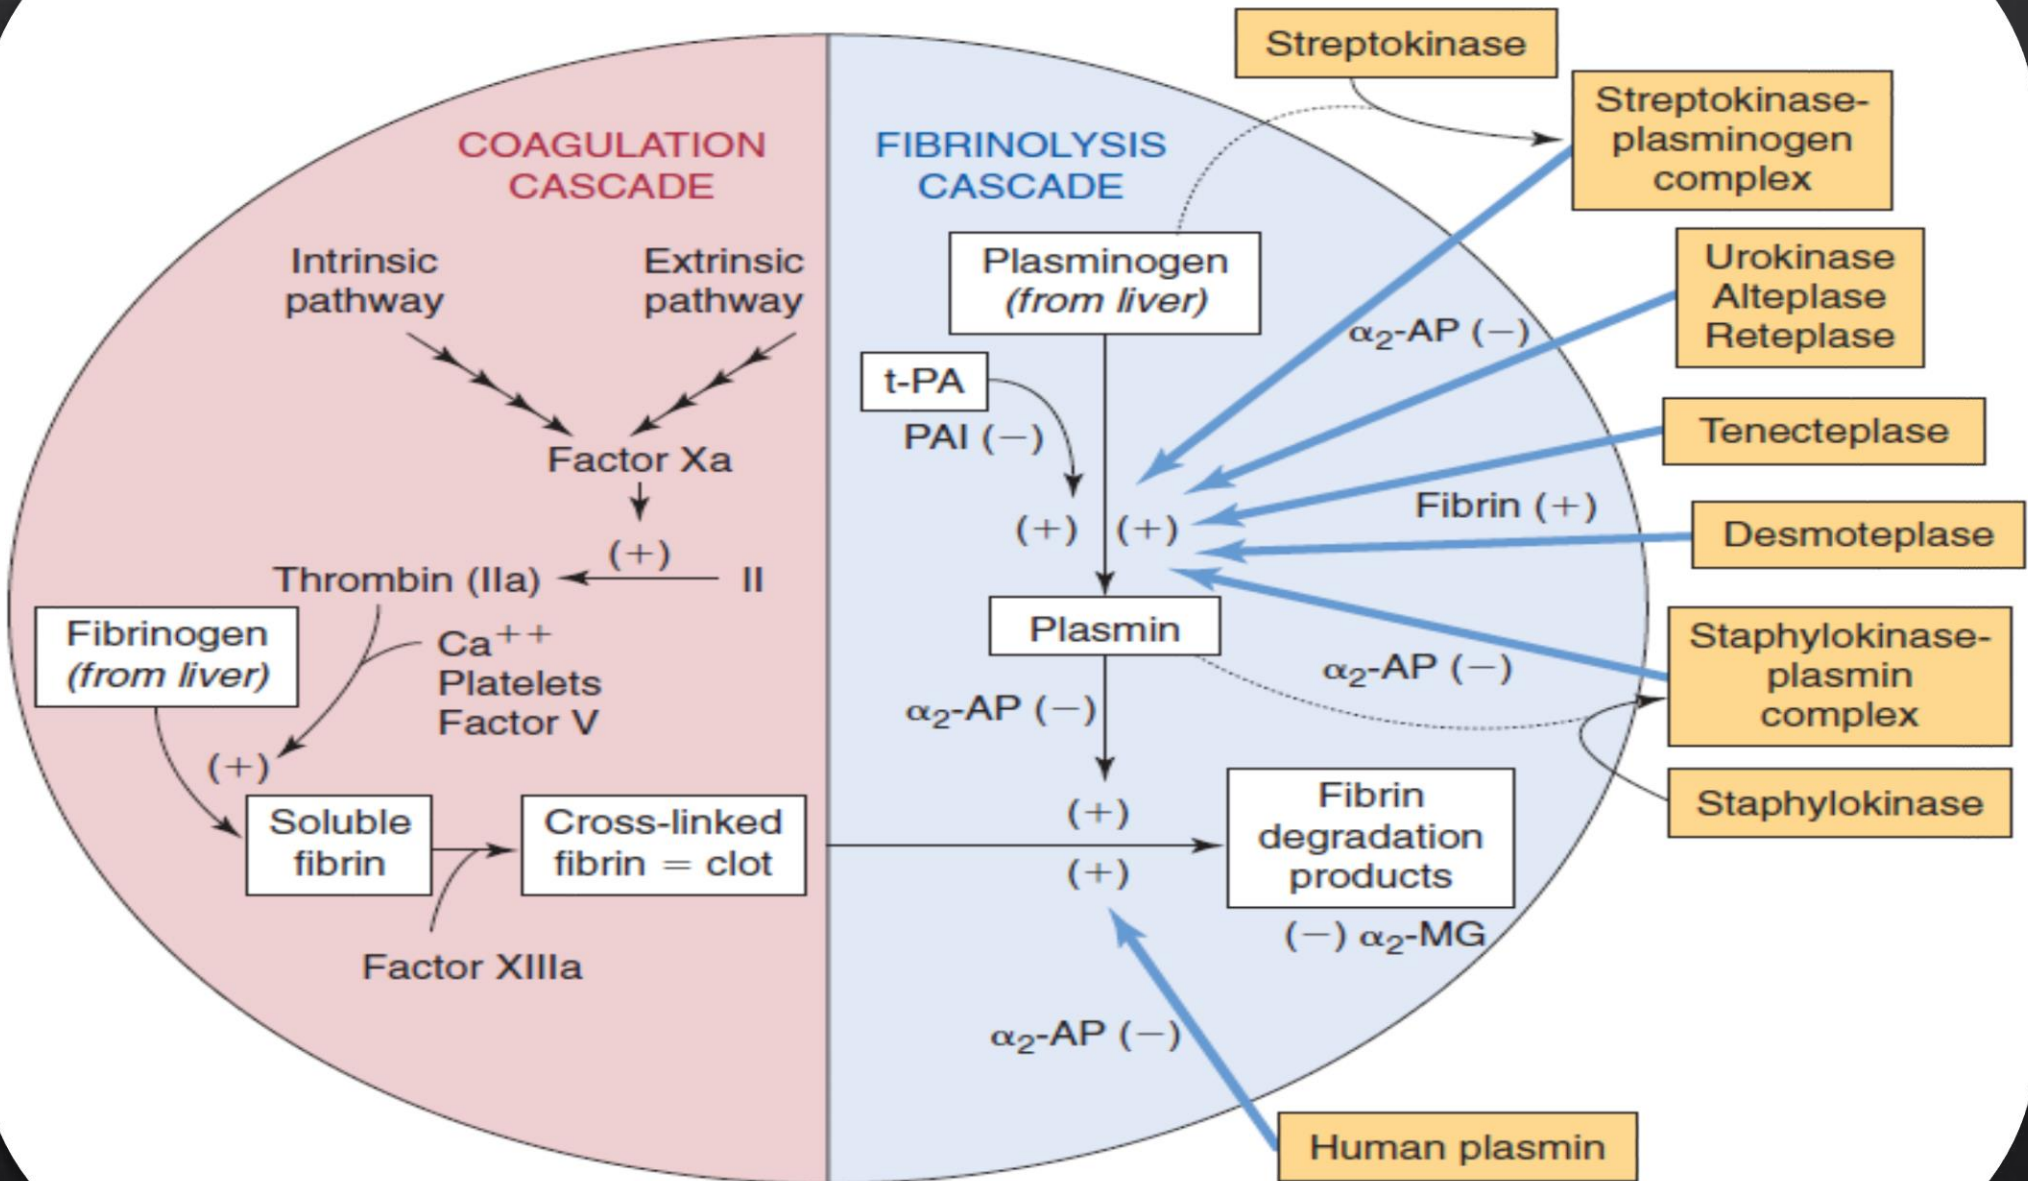 COAGULATION
CASCADE
Intrinsic
pathway
Extrinsic
pathway
Factor Xa
(+)
Thrombin (IIa)
II
Fibrinogen
(from liver)
Ca⁺⁺
Platelets
Factor V
(+)
Soluble
fibrin
Cross-linked
fibrin = clot
Factor XIIIa
FIBRINOLYSIS
CASCADE
Plasminogen
(from liver)
t-PA
PAI (−)
(+)
(+)
Plasmin
α₂-AP (−)
(+)
(+)
Fibrin
degradation
products
(−) α₂-MG
α₂-AP (−)
Human plasmin
Streptokinase
Streptokinase-
plasminogen
complex
α₂-AP (−)
Urokinase
Alteplase
Reteplase
Tenecteplase
Fibrin (+)
Desmoteplase
α₂-AP (−)
Staphylokinase-
plasmin
complex
Staphylokinase